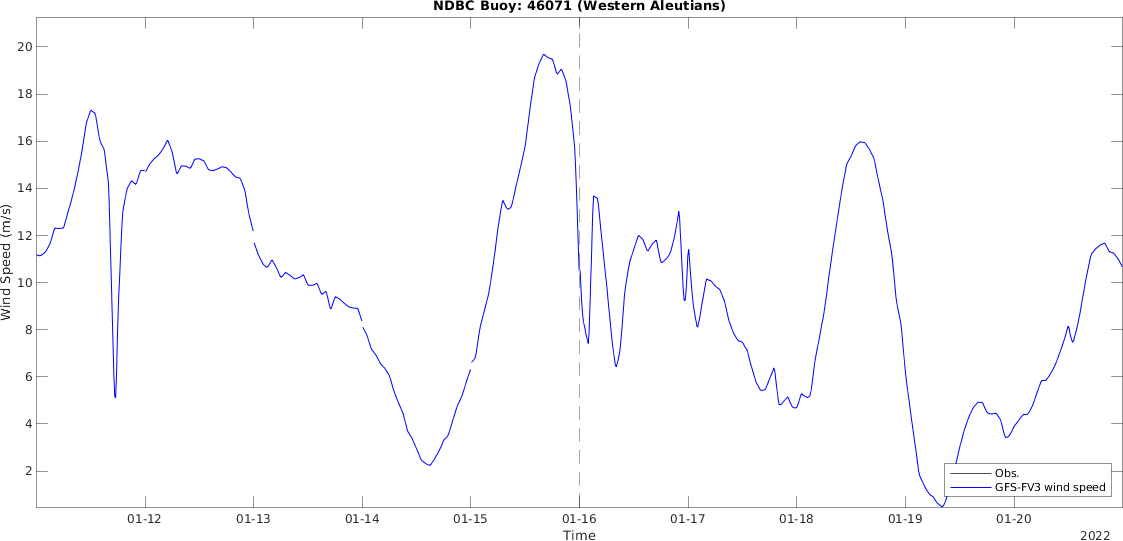 NDBC Buoy: 46071 (Western Aleutians)
20
18
16
14
12
10
8
6
4
2
Wind Speed (m/s)
Obs.
GFS-FV3 wind speed
01-12 01-13 01-14 01-15 01-16 01-17 01-18 01-19 01-20
Time
2022